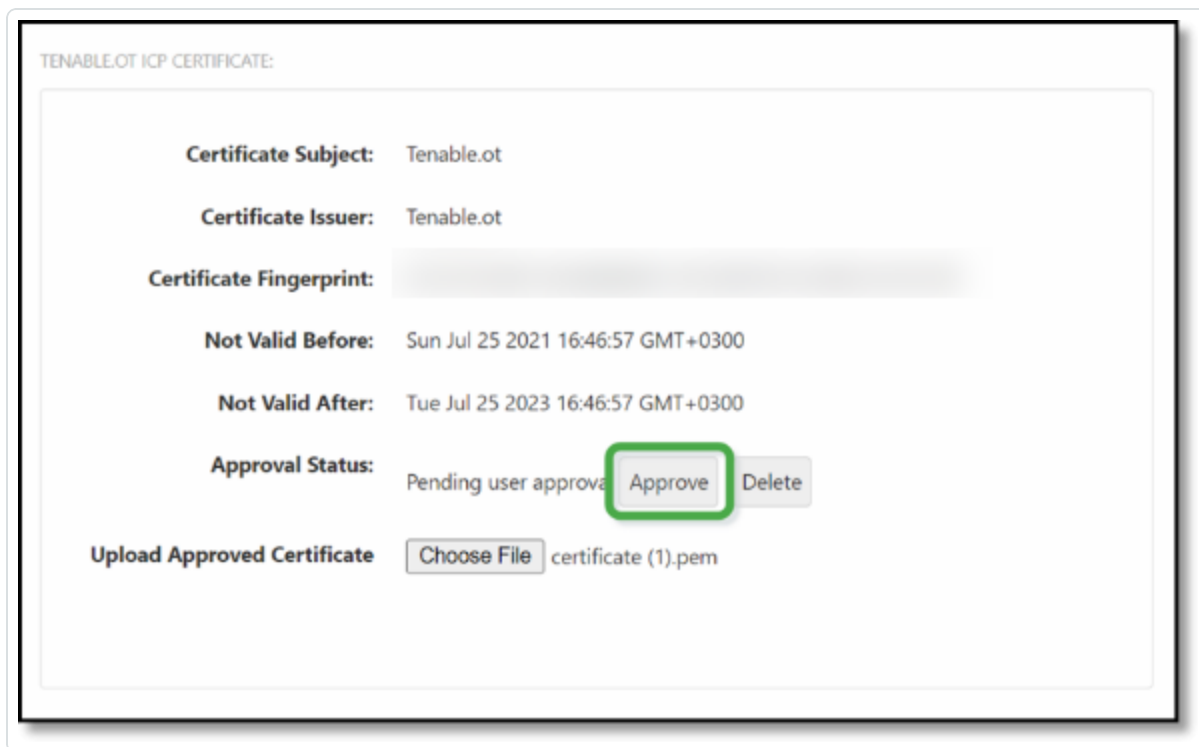 TENABLE.OT ICP CERTIFICATE:
Certificate Subject: Tenable.ot
Certificate Issuer: Tenable.ot
Certificate Fingerprint:
Not Valid Before: Sun Jul 25 2021 16:46:57 GMT+0300
Not Valid After: Tue Jul 25 2023 16:46:57 GMT+0300
Approval Status:
Pending user approva Approve Delete
Upload Approved Certificate Choose File certificate (1).pem